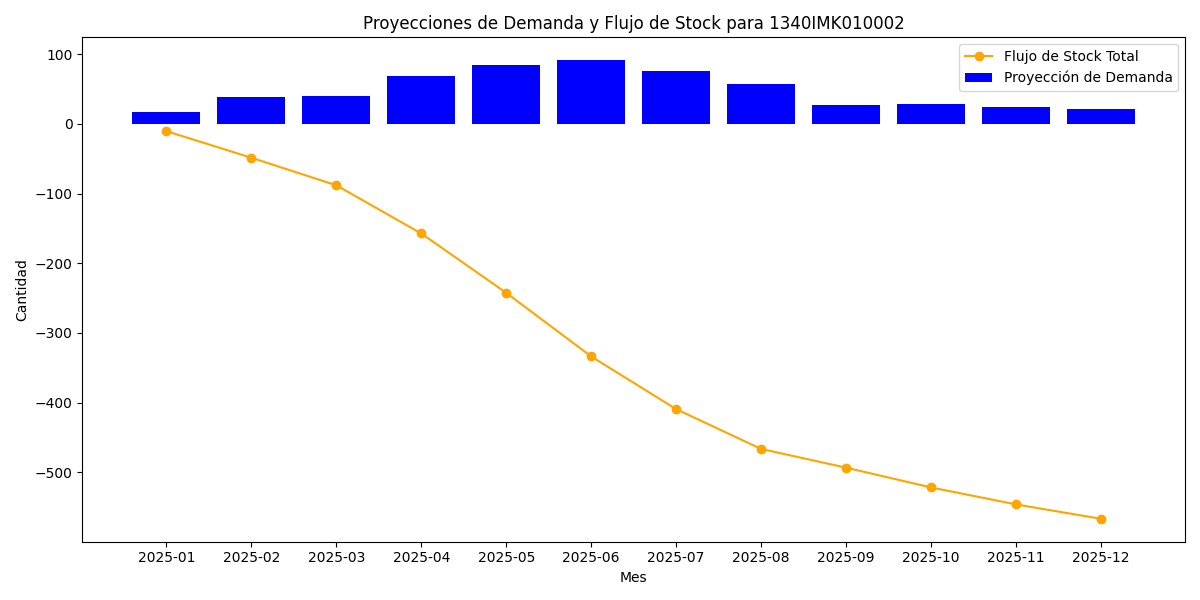 Proyecciones de Demanda y Flujo de Stock para 1340IMK010002
Flujo de Stock Total
Proyección de Demanda
Cantidad
100
0
−100
−200
−300
−400
−500
2025-01 2025-02 2025-03 2025-04 2025-05 2025-06 2025-07 2025-08 2025-09 2025-10 2025-11 2025-12
Mes